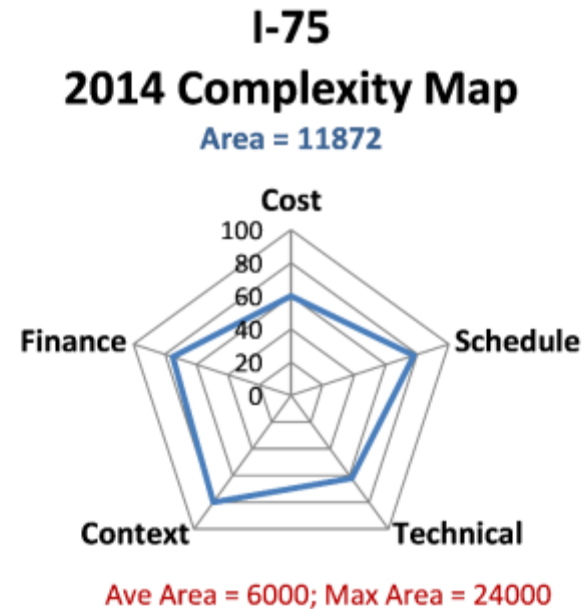 I-75
2014 Complexity Map
Area = 11872
Cost
100
80
60
40
20
0
Finance
Schedule
Context
Technical
Ave Area = 6000; Max Area = 24000